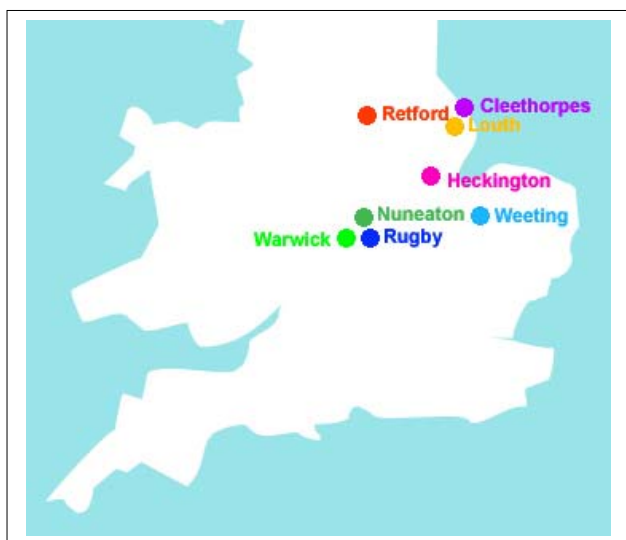 Cleethorpes
Retford
Louth
Heckington
Nuneaton
Weeting
Warwick
Rugby